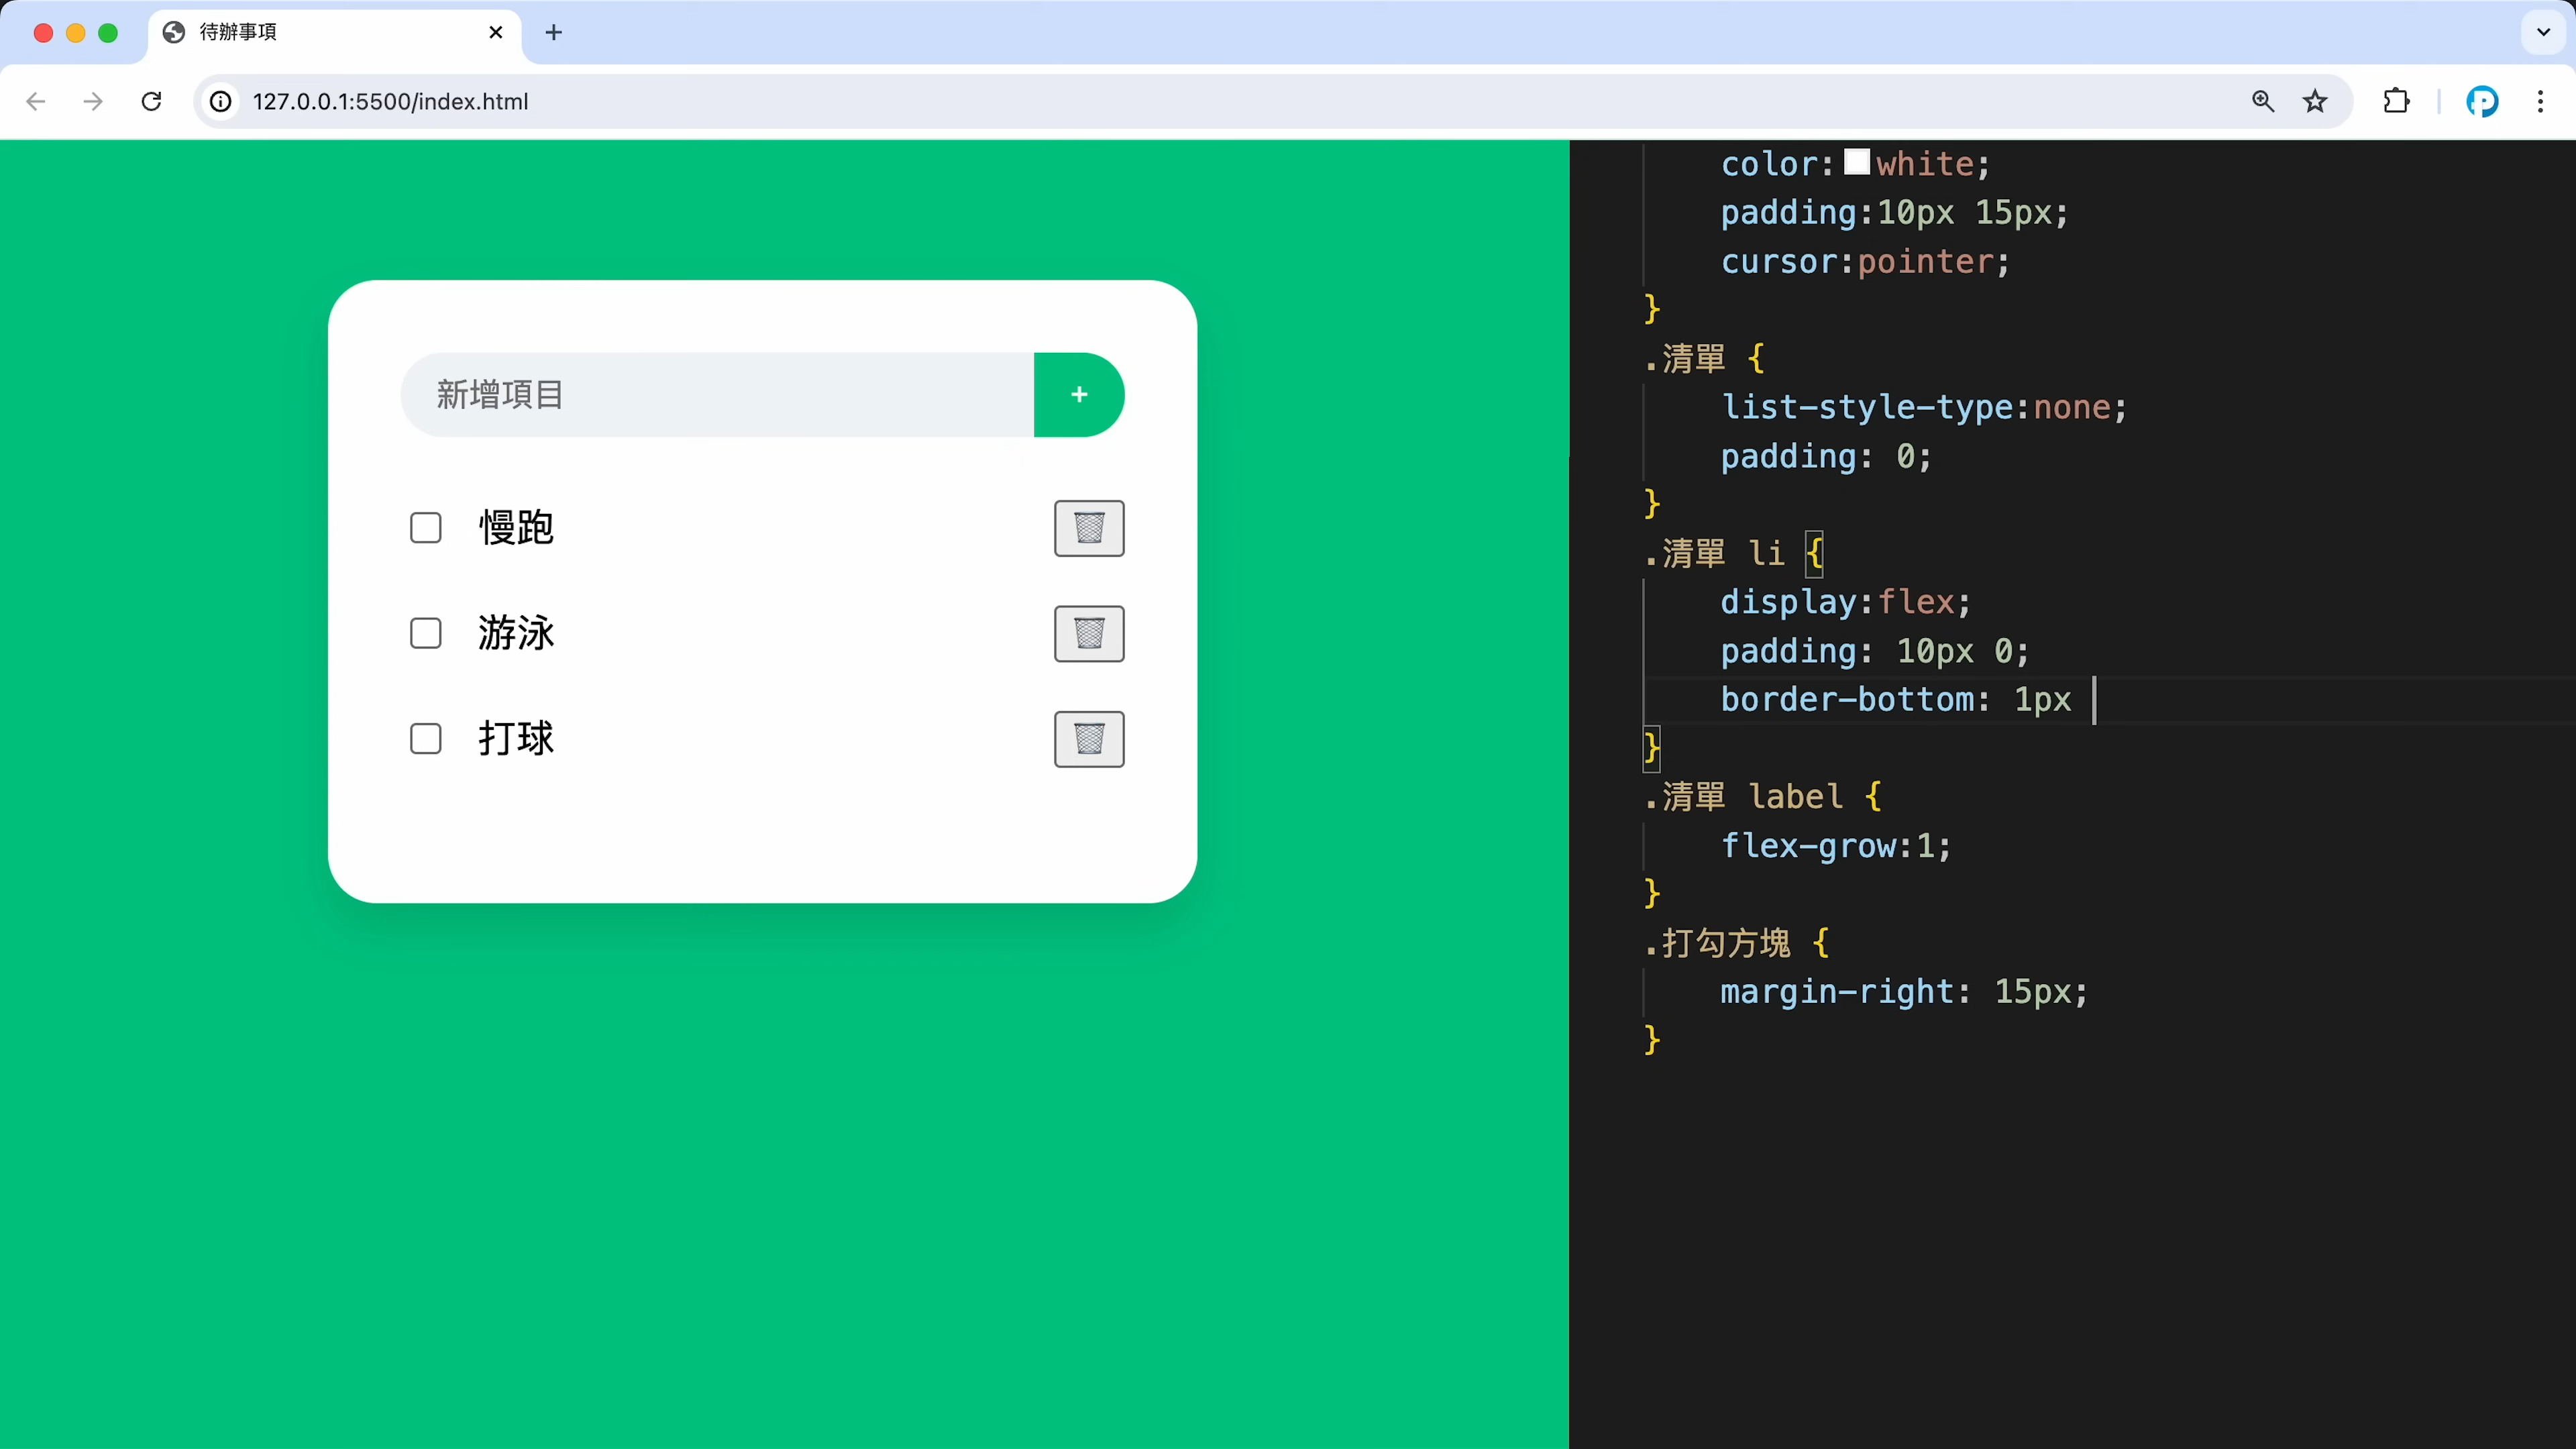 待辦事項
127.0.0.1:5500/index.html
新增項目
+
慢跑
游泳
打球
color:white;
padding:10px 15px;
cursor:pointer;
}
.清單 {
list-style-type:none;
padding: 0;
}
.清單 li {
display:flex;
padding: 10px 0;
border-bottom: 1px
}
.清單 label {
flex-grow:1;
}
.打勾方塊 {
margin-right: 15px;
}